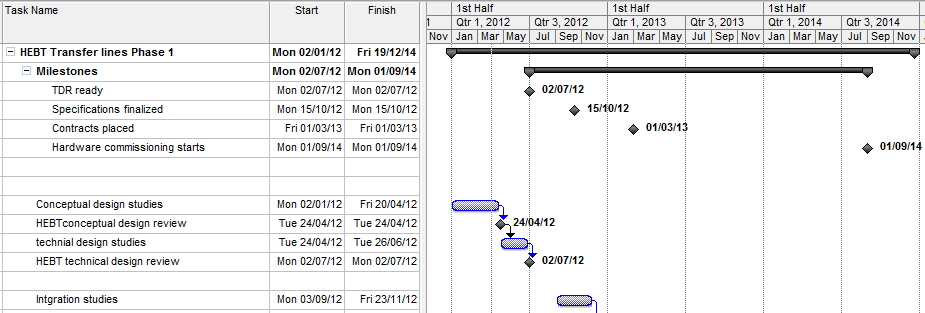 Task Name Start Finish 1st Half 1st Half 1st Half
Qtr 1, 2012 Qtr 3, 2012 Qtr 1, 2013 Qtr 3, 2013 Qtr 1, 2014 Qtr 3, 2014
1 Nov Jan Mar May Jul Sep Nov Jan Mar May Jul Sep Nov Jan Mar May Jul Sep Nov
HEBT Transfer lines Phase 1 Mon 02/01/12 Fri 19/12/14
Milestones Mon 02/07/12 Mon 01/09/14
TDR ready Mon 02/07/12 Mon 02/07/12 02/07/12
Specifications finalized Mon 15/10/12 Mon 15/10/12 15/10/12
Contracts placed Fri 01/03/13 Fri 01/03/13 01/03/13
Hardware commissioning starts Mon 01/09/14 Mon 01/09/14 01/09/14
Conceptual design studies Mon 02/01/12 Fri 20/04/12
HEBTconceptual design review Tue 24/04/12 Tue 24/04/12 24/04/12
technial design studies Tue 24/04/12 Tue 26/06/12
HEBT technical design review Mon 02/07/12 Mon 02/07/12 02/07/12
Intgration studies Mon 03/09/12 Fri 23/11/12